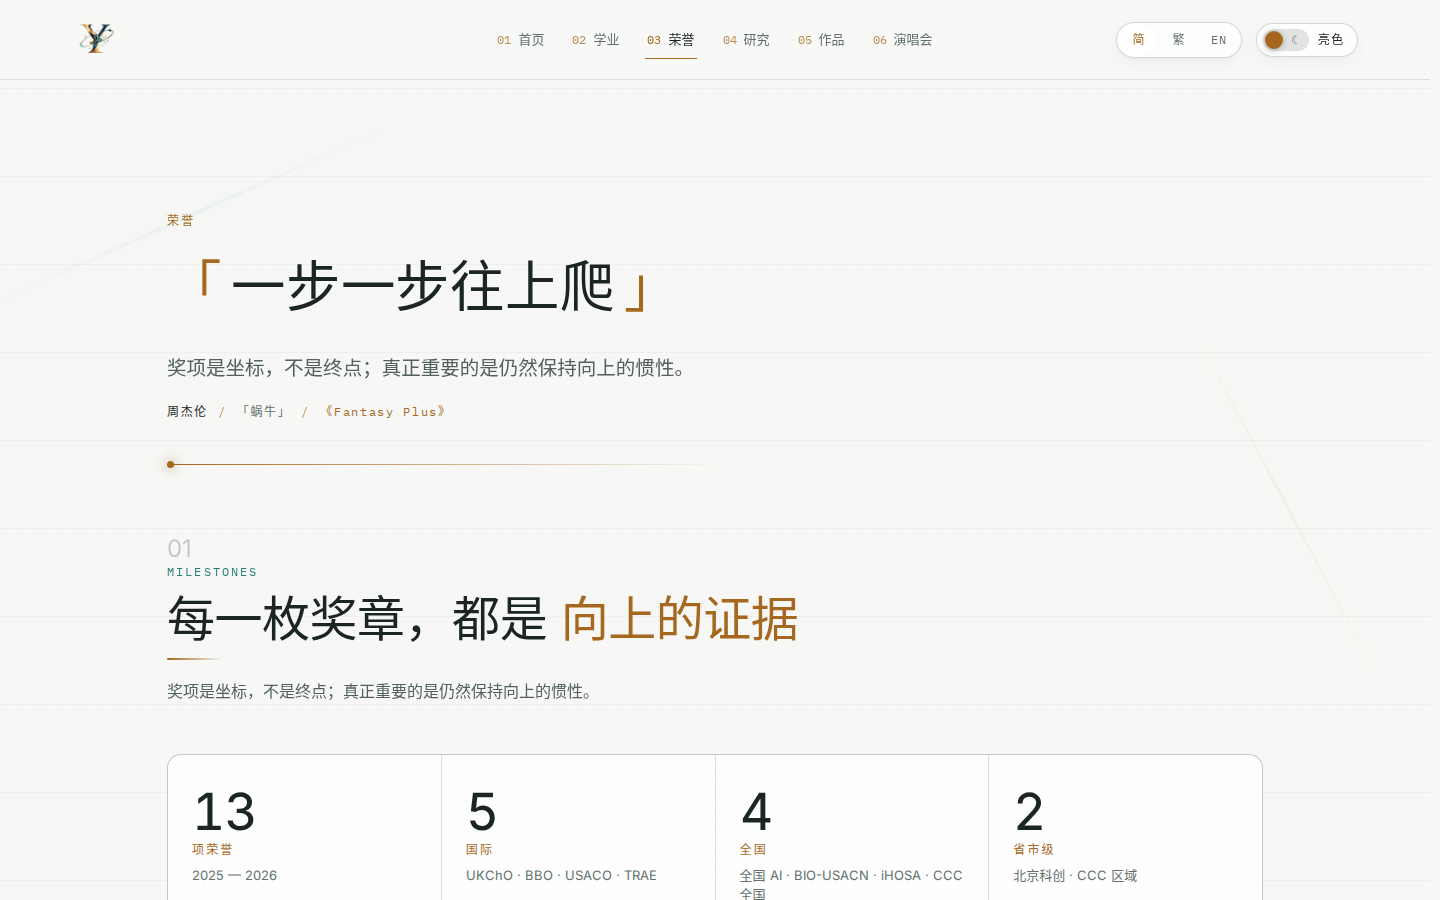 01 首页 02 学业 03 荣誉 04 研究 05 作品 06 演唱会
简 繁 EN
☾ 亮色
荣誉
「一步一步往上爬」
奖项是坐标，不是终点；真正重要的是仍然保持向上的惯性。
周杰伦 / 「蜗牛」 / 《Fantasy Plus》
01
MILESTONES
每一枚奖章，都是 向上的证据
奖项是坐标，不是终点；真正重要的是仍然保持向上的惯性。
13
项荣誉
2025 — 2026
5
国际
UKChO · BBO · USACO · TRAE
4
全国
全国 AI · BIO-USACN · iHOSA · CCC
全国
2
省市级
北京科创 · CCC 区域